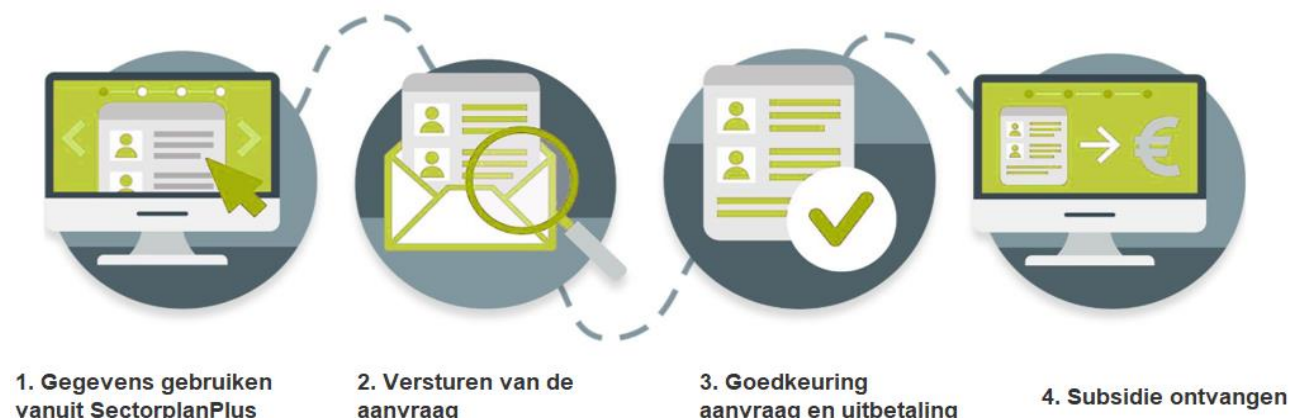 1. Gegevens gebruiken
vanuit SectorplanPlus
2. Versturen van de
aanvraag
3. Goedkeuring
aanvraag en uitbetaling
4. Subsidie ontvangen
€